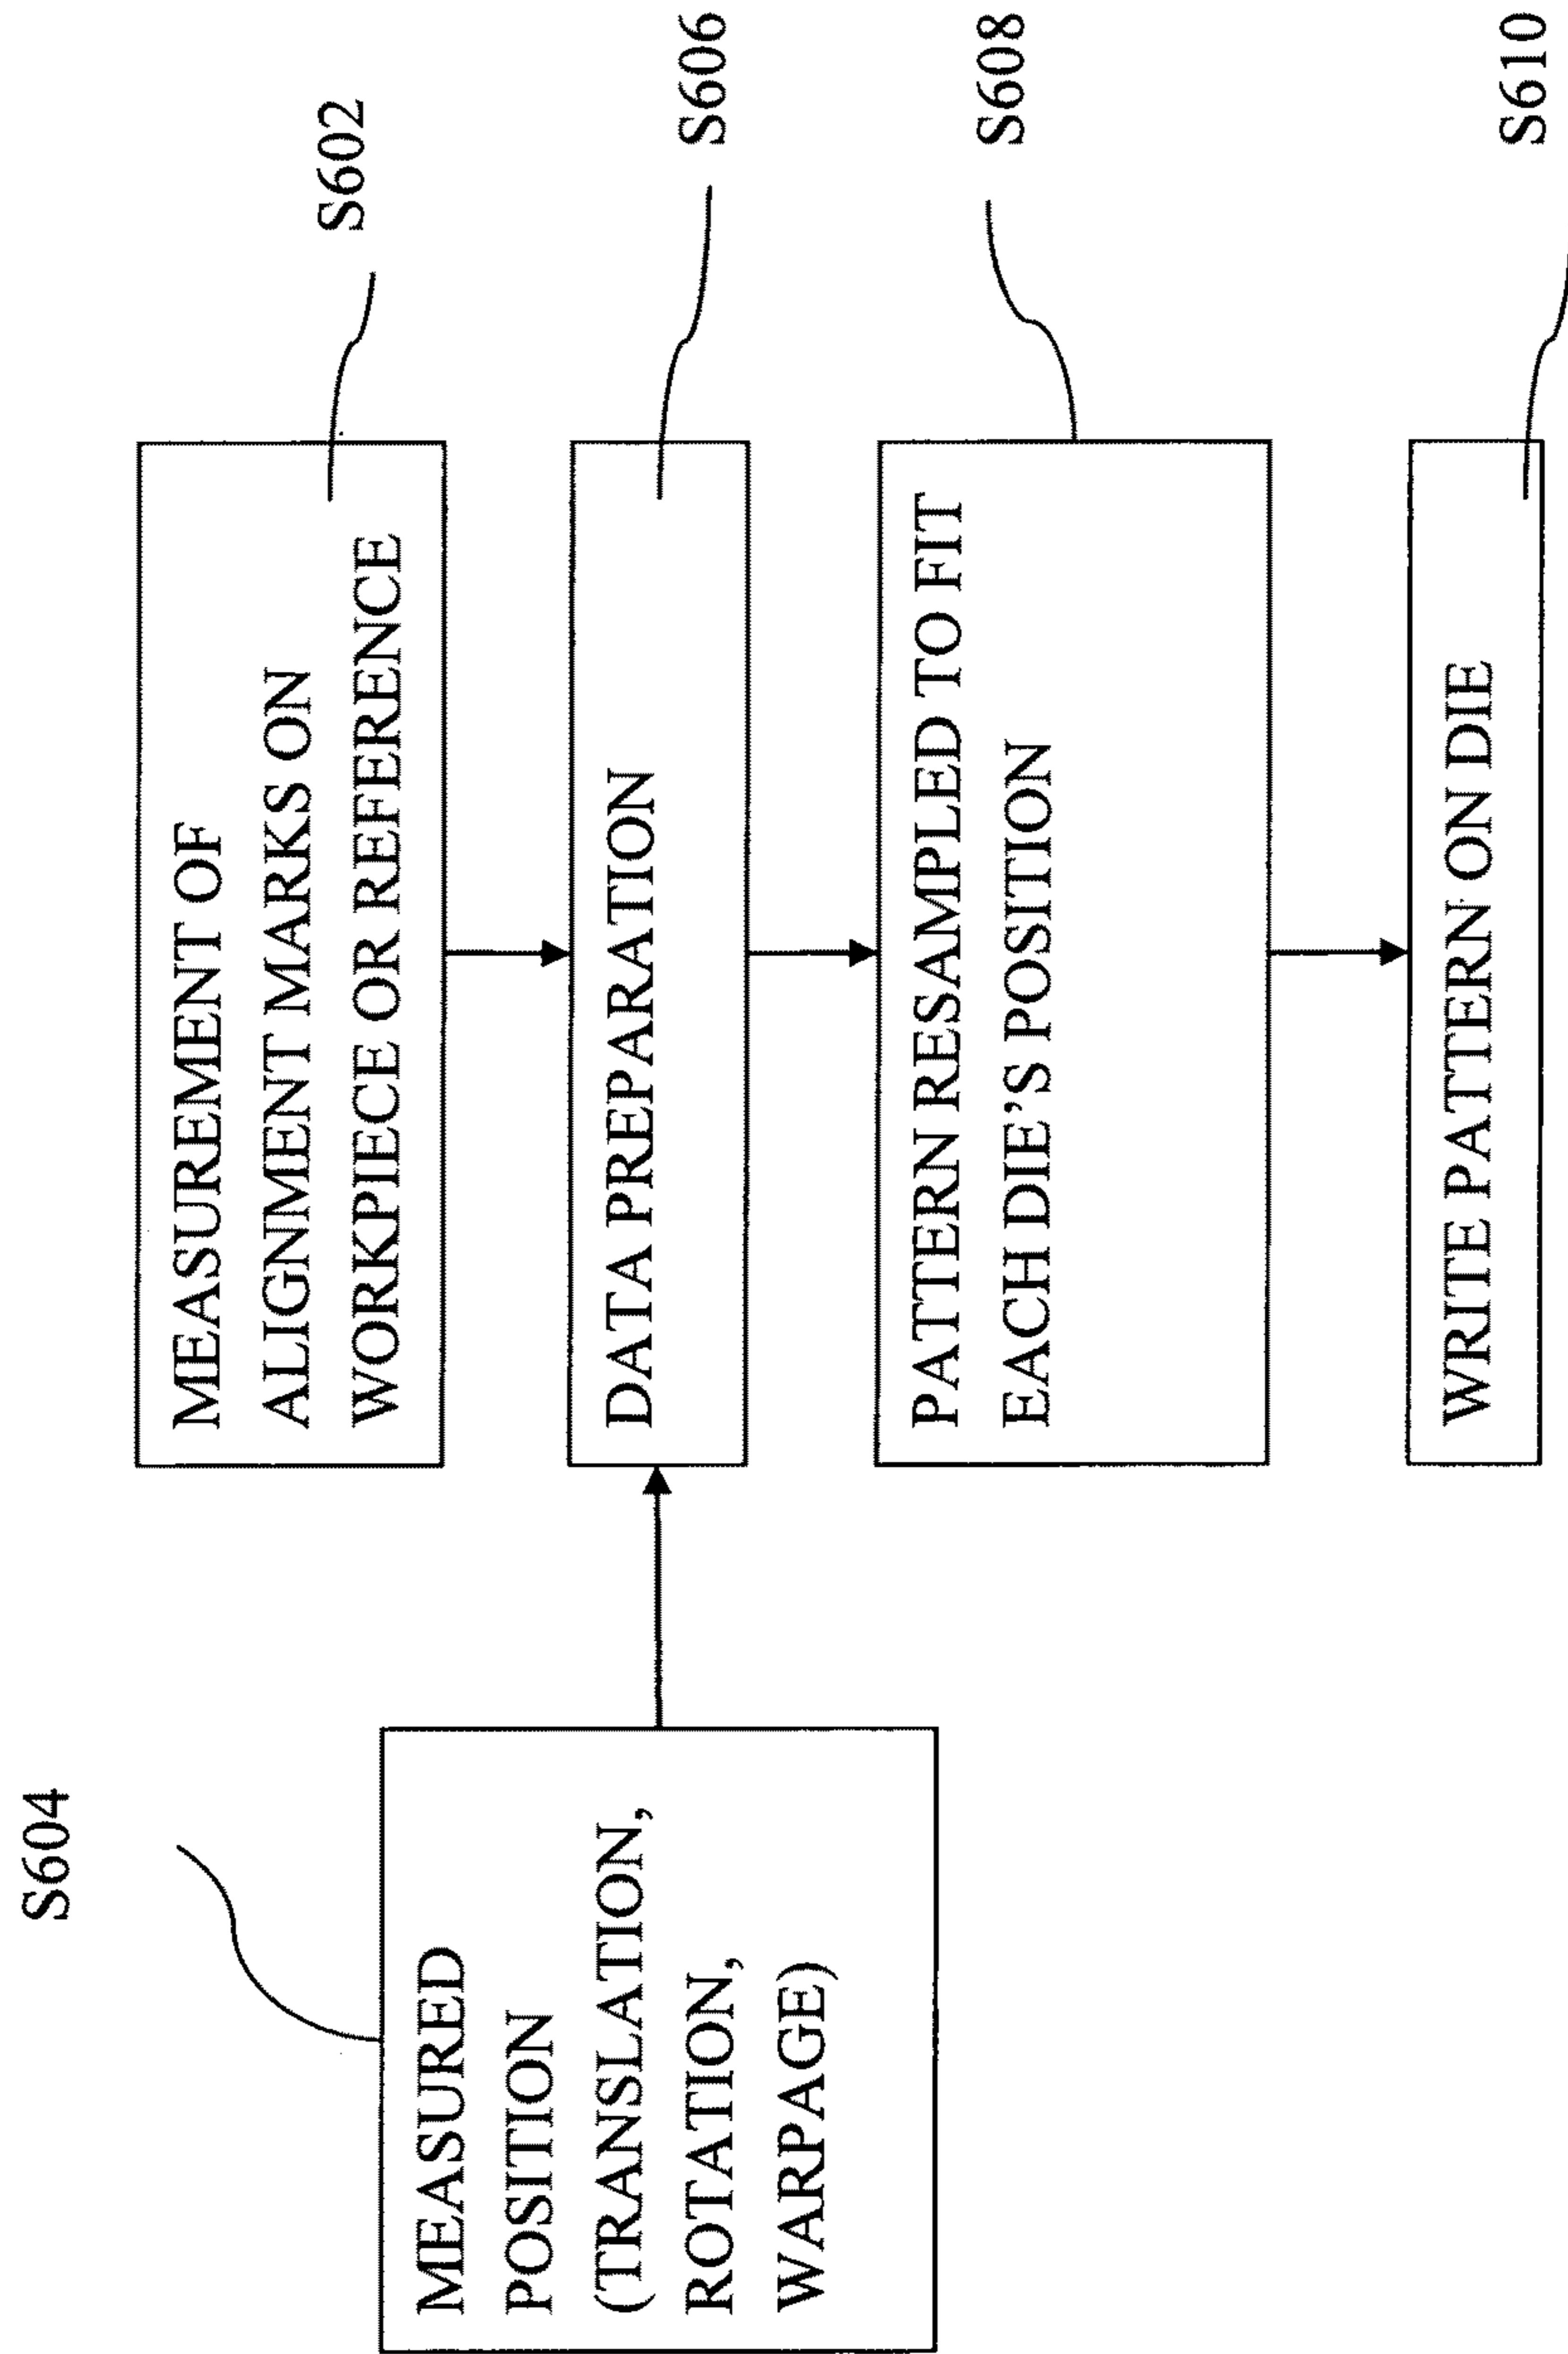 MEASUREMENT OF
ALIGNMENT MARKS ON
WORKPIECE OR REFERENCE
S602
S604
MEASURED
POSITION
(TRANSLATION,
ROTATION,
WARPAGE)
DATA PREPARATION
S606
PATTERN RESAMPLED TO FIT
EACH DIE'S POSITION
S608
WRITE PATTERN ON DIE
S610